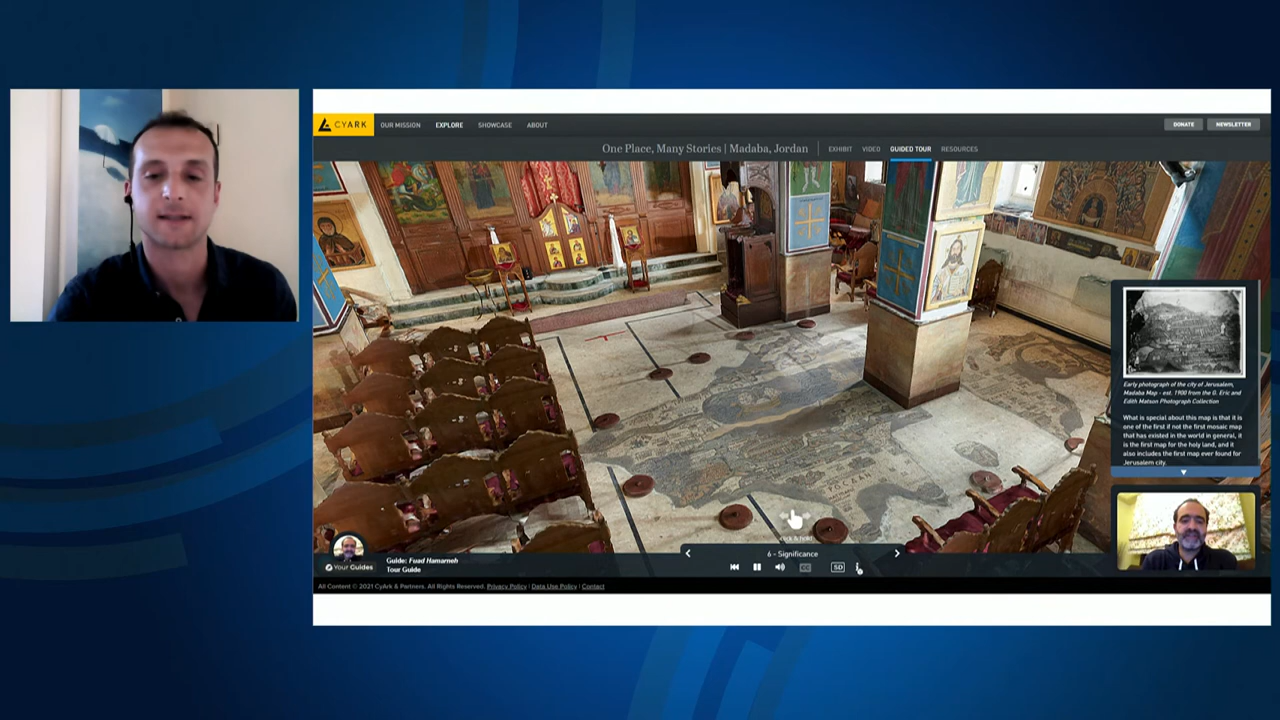 CYARK
OUR MISSION
EXPLORE
SHOWCASE
ABOUT
DONATE
NEWSLETTER
One Place, Many Stories | Madaba, Jordan
EXHIBIT
VIDEO
GUIDED TOUR
RESOURCES
Early photograph of the city of Jerusalem,
Madaba Map - est. 1900 from the G. Eric and
Edith Matson Photograph Collection
What is special about this map is that it is
one of the first if not the first mosaic map
that has existed in the world in general, it
is the first map for the holy land, and it
also includes the first map ever found for
Jerusalem city.
click & hold
6 - Significance
CC
SD
Your Guides
Guide: Fuad Hamarneh
Tour Guide
All Content © 2021 CyArk & Partners. All Rights Reserved. Privacy Policy | Data Use Policy | Contact